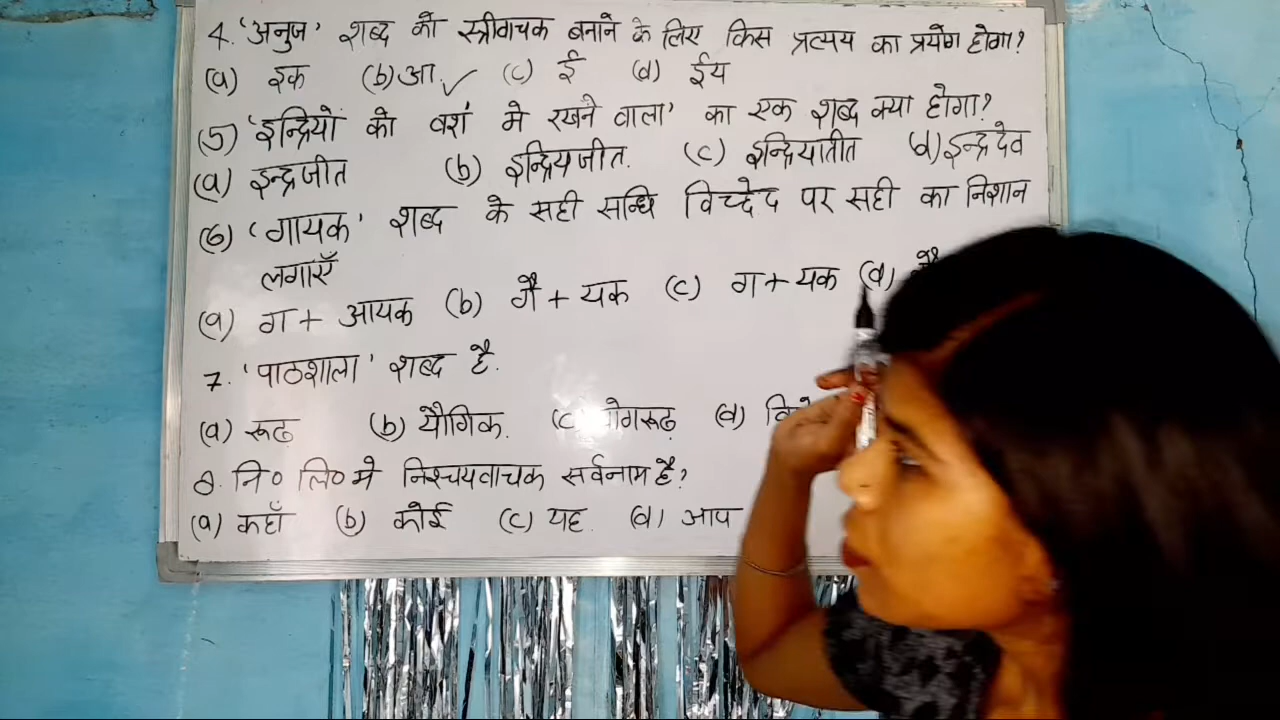 4. 'अनुज' शब्द को स्त्रीवाचक बनाने के लिए किस प्रत्यय का प्रयोग होगा?
(a) इक (b) आ. ✓ (c) ई (d) ईय
(5) 'इन्द्रियों को वश में रखने वाला' का एक शब्द क्या होगा?
(a) इन्द्रजीत (b) इन्द्रियजीत. (c) इन्द्रियातीत (d) इन्द्रदेव
(6) 'गायक' शब्द के सही सन्धि विच्छेद पर सही का निशान
लगाएँ
(a) ग + आयक (b) गै + यक (c) ग + यक (d)
7. 'पाठशाला' शब्द है.
(a) रूढ़ (b) यौगिक. (c) योगरूढ़ (d)
8. नि० लि० मे निश्चयवाचक सर्वनाम है?
(a) कहाँ (b) कोई (c) यह. (d) आप